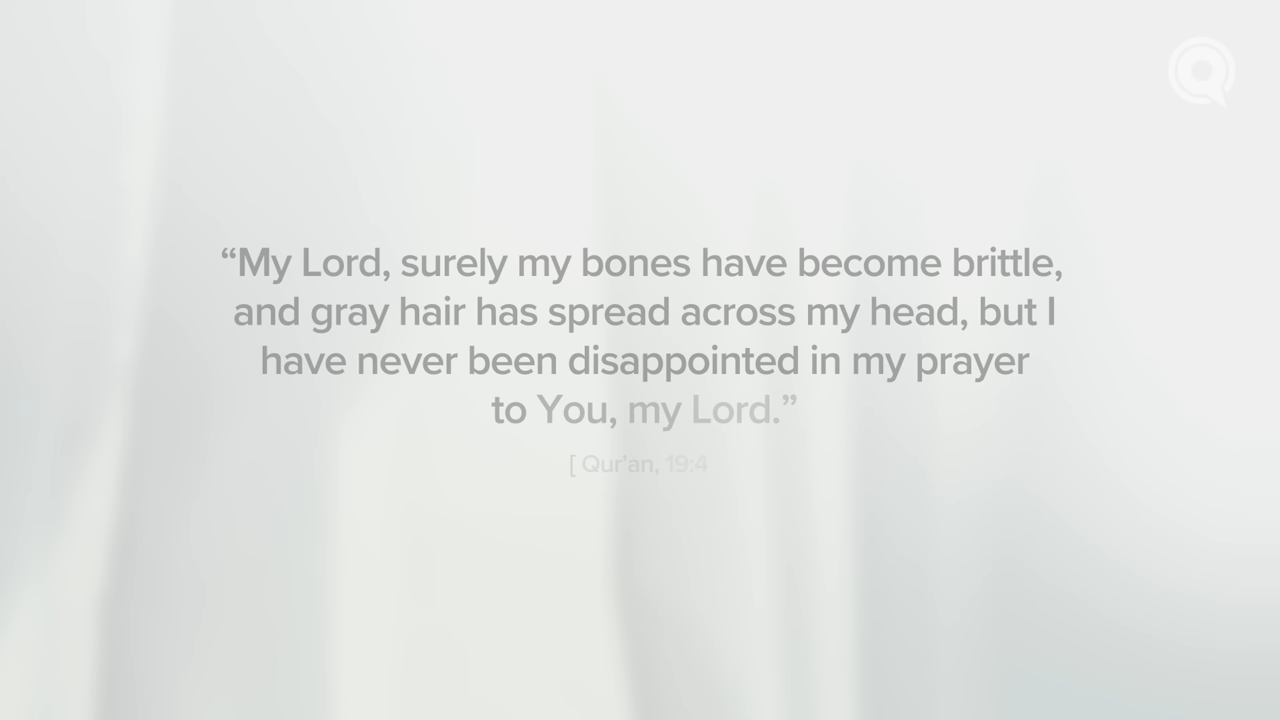 “My Lord, surely my bones have become brittle,
and gray hair has spread across my head, but I
have never been disappointed in my prayer
to You, my Lord.”
[ Qur’an, 19:4